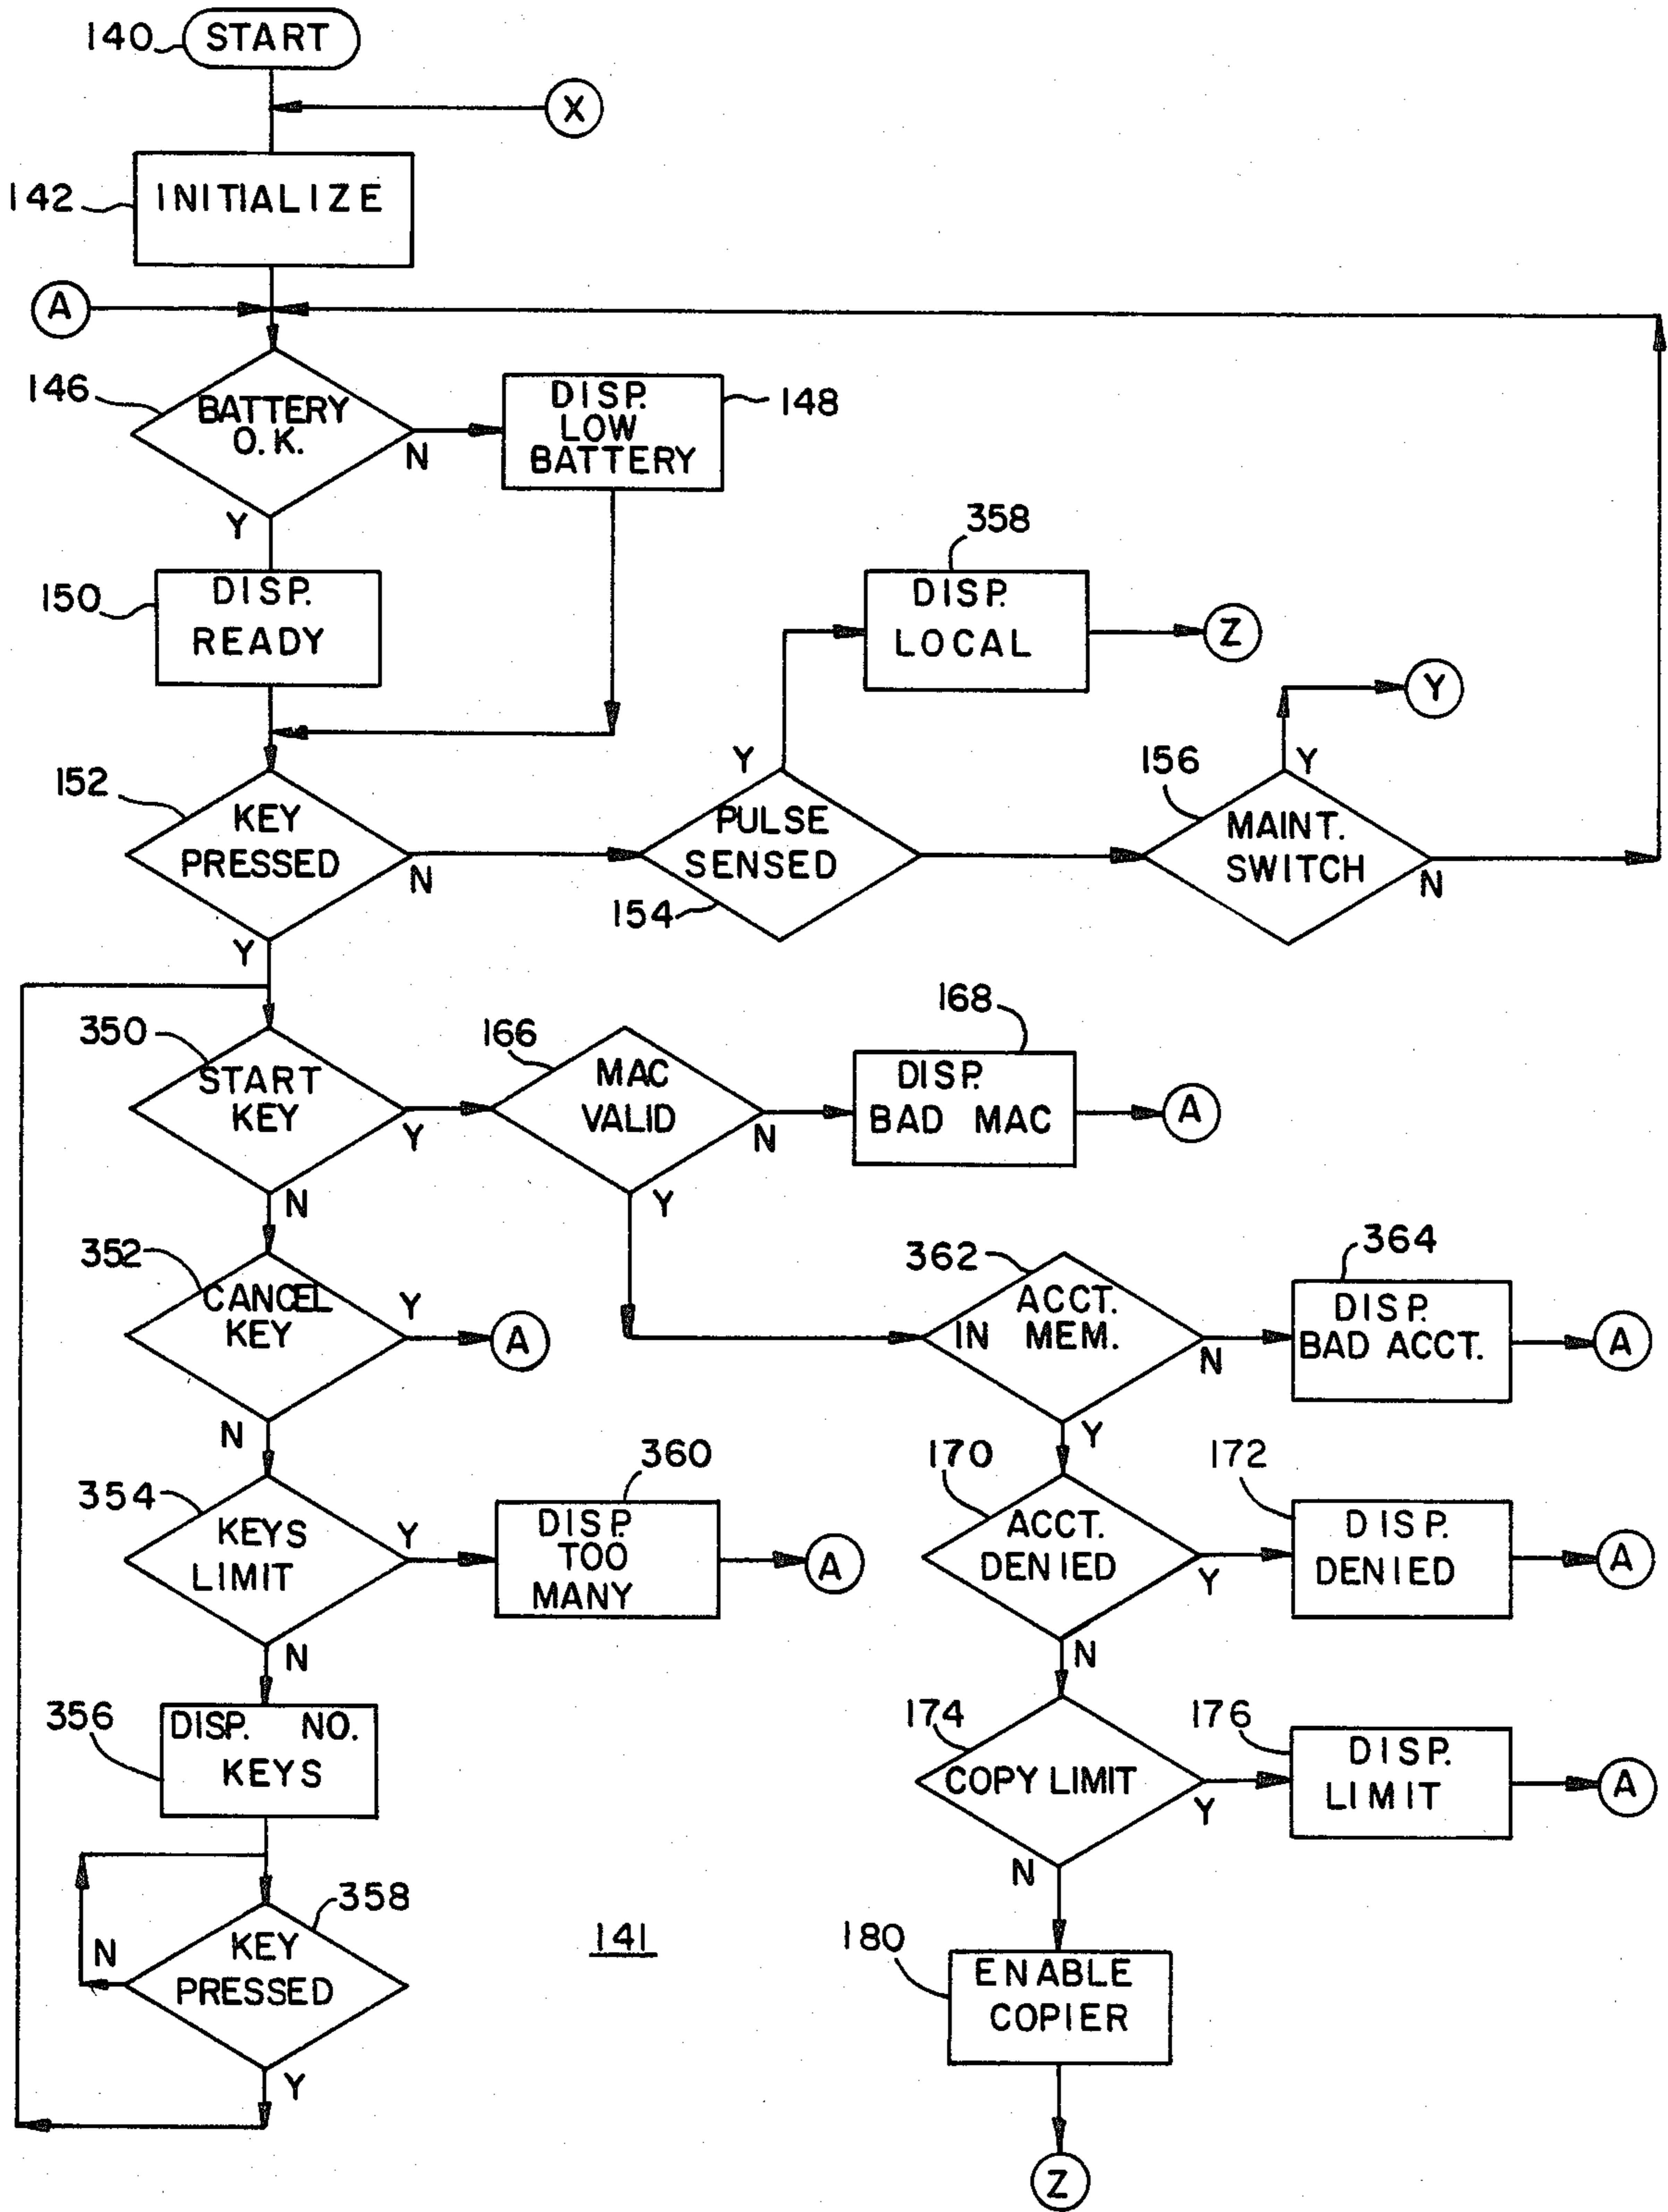 140 START
X
142 INITIALIZE
A
146 BATTERY O.K.
N
Y
DISP. LOW BATTERY 148
150 DISP. READY
358
DISP. LOCAL
Z
Y
152 KEY PRESSED
N
Y
Y
PULSE SENSED
154
156
Y
MAINT. SWITCH
N
350 START KEY
Y
N
166 MAC VALID
N
Y
168
DISP. BAD MAC
A
352 CANCEL KEY
Y
A
N
362 ACCT. IN MEM.
N
Y
364
DISP. BAD ACCT.
A
354 KEYS LIMIT
Y
N
360
DISP. TOO MANY
A
170
ACCT. DENIED
Y
N
172
DISP. DENIED
A
356 DISP. NO. KEYS
174
COPY LIMIT
Y
N
176
DISP. LIMIT
A
358
KEY PRESSED
N
Y
141
180 ENABLE COPIER
Z